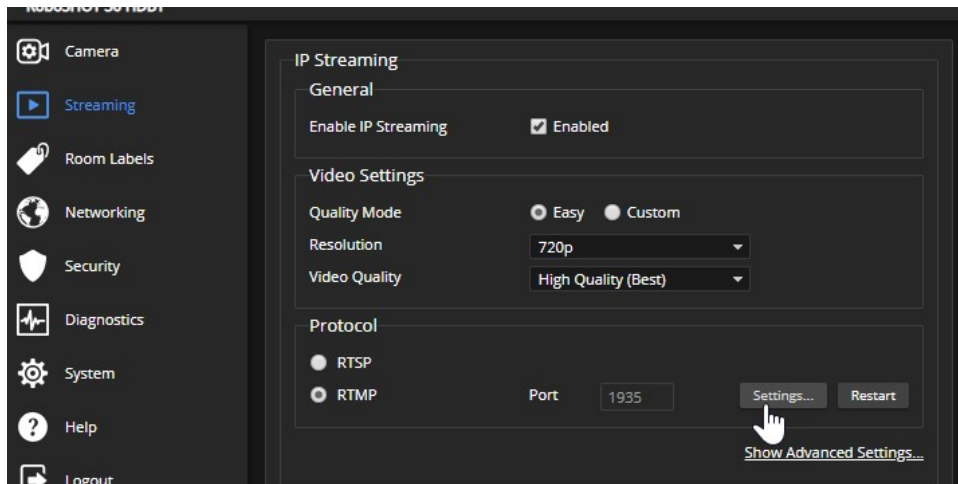 Camera
Streaming
Room Labels
Networking
Security
Diagnostics
System
Help
Logout
IP Streaming
General
Enable IP Streaming Enabled
Video Settings
Quality Mode Easy Custom
Resolution 720p
Video Quality High Quality (Best)
Protocol
RTSP
RTMP Port 1935 Settings... Restart
Show Advanced Settings...